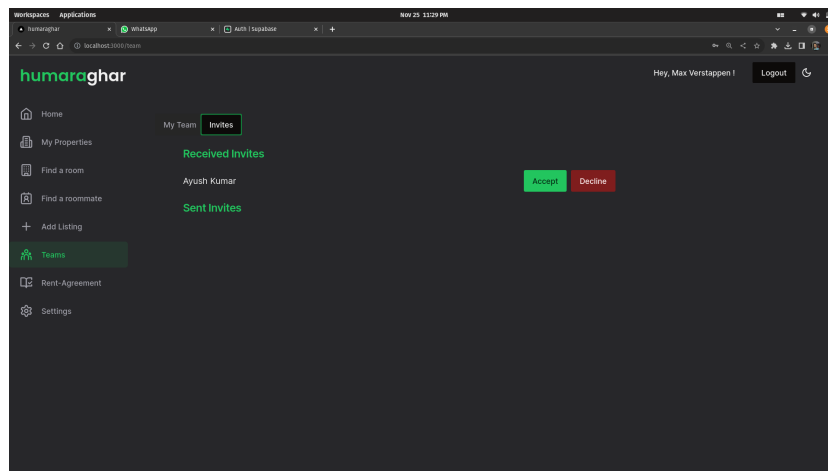 Workspaces Applications
Nov 25 11:29 PM
humaraghar
WhatsApp
Auth | Supabase
localhost:3000/team
humaraghar
Hey, Max Verstappen !
Logout
Home
My Properties
Find a room
Find a roommate
Add Listing
Teams
Rent-Agreement
Settings
My Team
Invites
Received Invites
Ayush Kumar
Accept
Decline
Sent Invites